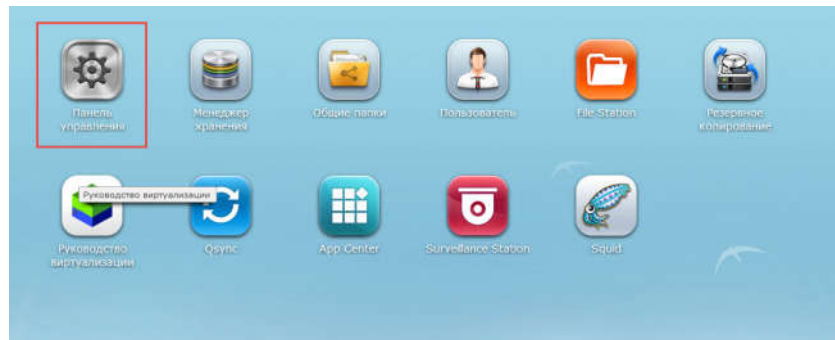 Панель
управления
Менеджер
хранения
Общие папки
Пользователь
File Station
Резервное
копирование
Руководство виртуализации
Руководство
виртуализации
Qsync
App Center
Surveillance Station
Squid